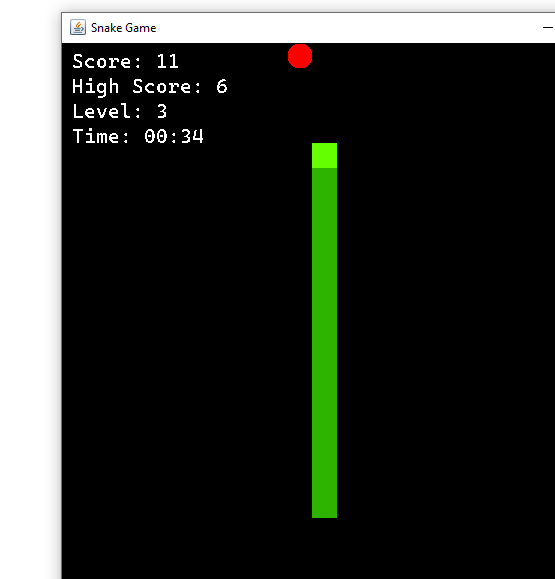 Snake Game
Score: 11
High Score: 6
Level: 3
Time: 00:34